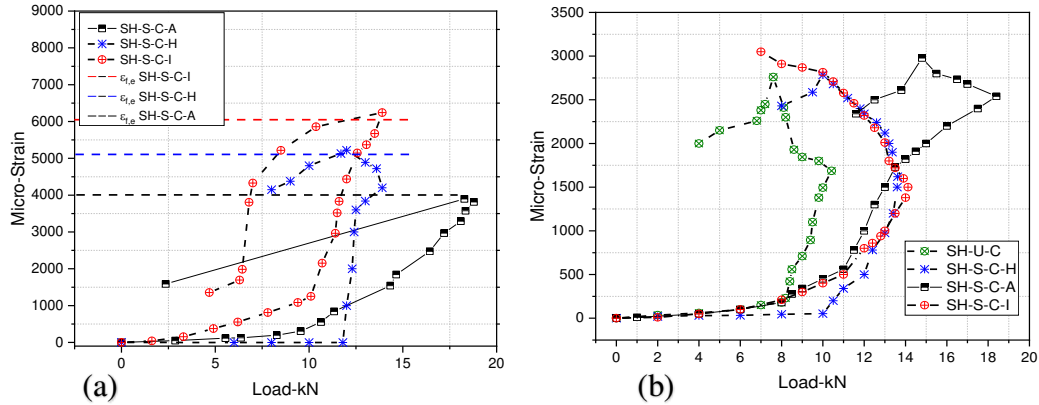 9000
8000
7000
6000
5000
4000
3000
2000
1000
0
Micro-Strain
SH-S-C-A
SH-S-C-H
SH-S-C-I
εf,e SH-S-C-I
εf,e SH-S-C-H
εf,e SH-S-C-A
0 5 10 15 20
(a)
Load-kN
3500
3000
2500
2000
1500
1000
500
0
Micro-Strain
SH-U-C
SH-S-C-H
SH-S-C-A
SH-S-C-I
0 2 4 6 8 10 12 14 16 18 20
(b)
Load-kN